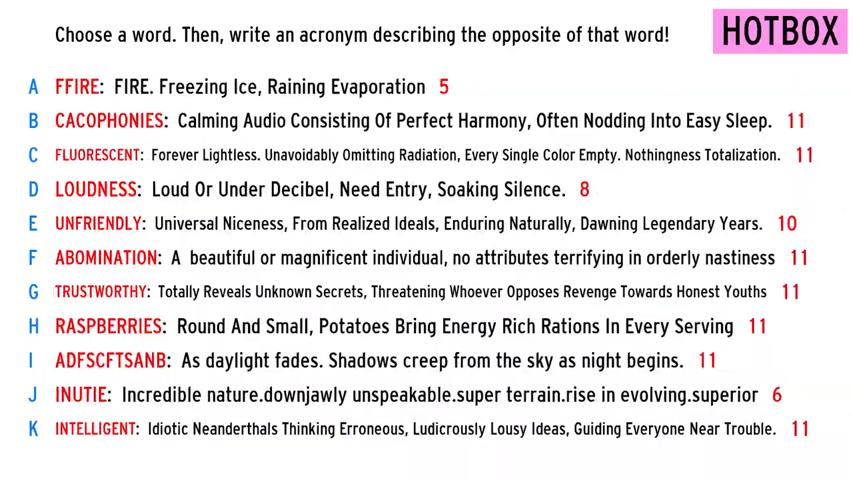 Choose a word. Then, write an acronym describing the opposite of that word! HOTBOX
A FFIRE: FIRE. Freezing Ice, Raining Evaporation 5
B CACOPHONIES: Calming Audio Consisting Of Perfect Harmony, Often Nodding Into Easy Sleep. 11
C FLUORESCENT: Forever Lightless. Unavoidably Omitting Radiation, Every Single Color Empty. Nothingness Totalization. 11
D LOUDNESS: Loud Or Under Decibel, Need Entry, Soaking Silence. 8
E UNFRIENDLY: Universal Niceness, From Realized Ideals, Enduring Naturally, Dawning Legendary Years. 10
F ABOMINATION: A beautiful or magnificent individual, no attributes terrifying in orderly nastiness 11
G TRUSTWORTHY: Totally Reveals Unknown Secrets, Threatening Whoever Opposes Revenge Towards Honest Youths 11
H RASPBERRIES: Round And Small, Potatoes Bring Energy Rich Rations In Every Serving 11
I ADFSCFTSANB: As daylight fades. Shadows creep from the sky as night begins. 11
J INUTIE: Incredible nature.downjawly unspeakable.super terrain.rise in evolving.superior 6
K INTELLIGENT: Idiotic Neanderthals Thinking Erroneous, Ludicrously Lousy Ideas, Guiding Everyone Near Trouble. 11